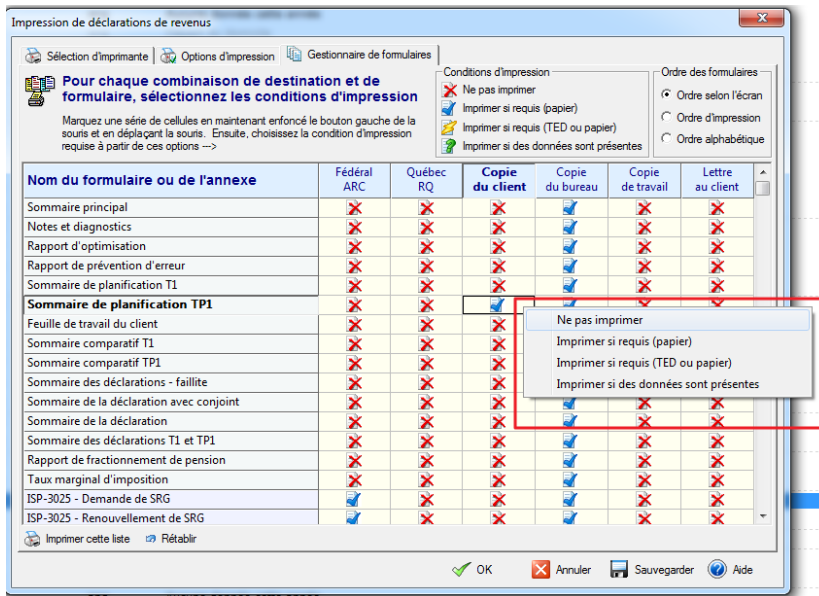 Impression de déclarations de revenus
Sélection d'imprimante
Options d'impression
Gestionnaire de formulaires
Pour chaque combinaison de destination et de
formulaire, sélectionnez les conditions d'impression
Marquez une série de cellules en maintenant enfoncé le bouton gauche de la
souris et en déplaçant la souris. Ensuite, choisissez la condition d'impression
requise à partir de ces options --->
Conditions d'impression
Ne pas imprimer
Imprimer si requis (papier)
Imprimer si requis (TED ou papier)
Imprimer si des données sont présentes
Ordre des formulaires
Ordre selon l'écran
Ordre d'impression
Ordre alphabétique
Nom du formulaire ou de l'annexe
Fédéral
ARC
Québec
RQ
Copie
du client
Copie
du bureau
Copie
de travail
Lettre
au client
Sommaire principal
Notes et diagnostics
Rapport d'optimisation
Rapport de prévention d'erreur
Sommaire de planification T1
Sommaire de planification TP1
Feuille de travail du client
Sommaire comparatif T1
Sommaire comparatif TP1
Sommaire des déclarations - faillite
Sommaire de la déclaration avec conjoint
Sommaire de la déclaration
Sommaire des déclarations T1 et TP1
Rapport de fractionnement de pension
Taux marginal d'imposition
ISP-3025 - Demande de SRG
ISP-3025 - Renouvellement de SRG
Ne pas imprimer
Imprimer si requis (papier)
Imprimer si requis (TED ou papier)
Imprimer si des données sont présentes
Imprimer cette liste
Rétablir
OK
Annuler
Sauvegarder
Aide